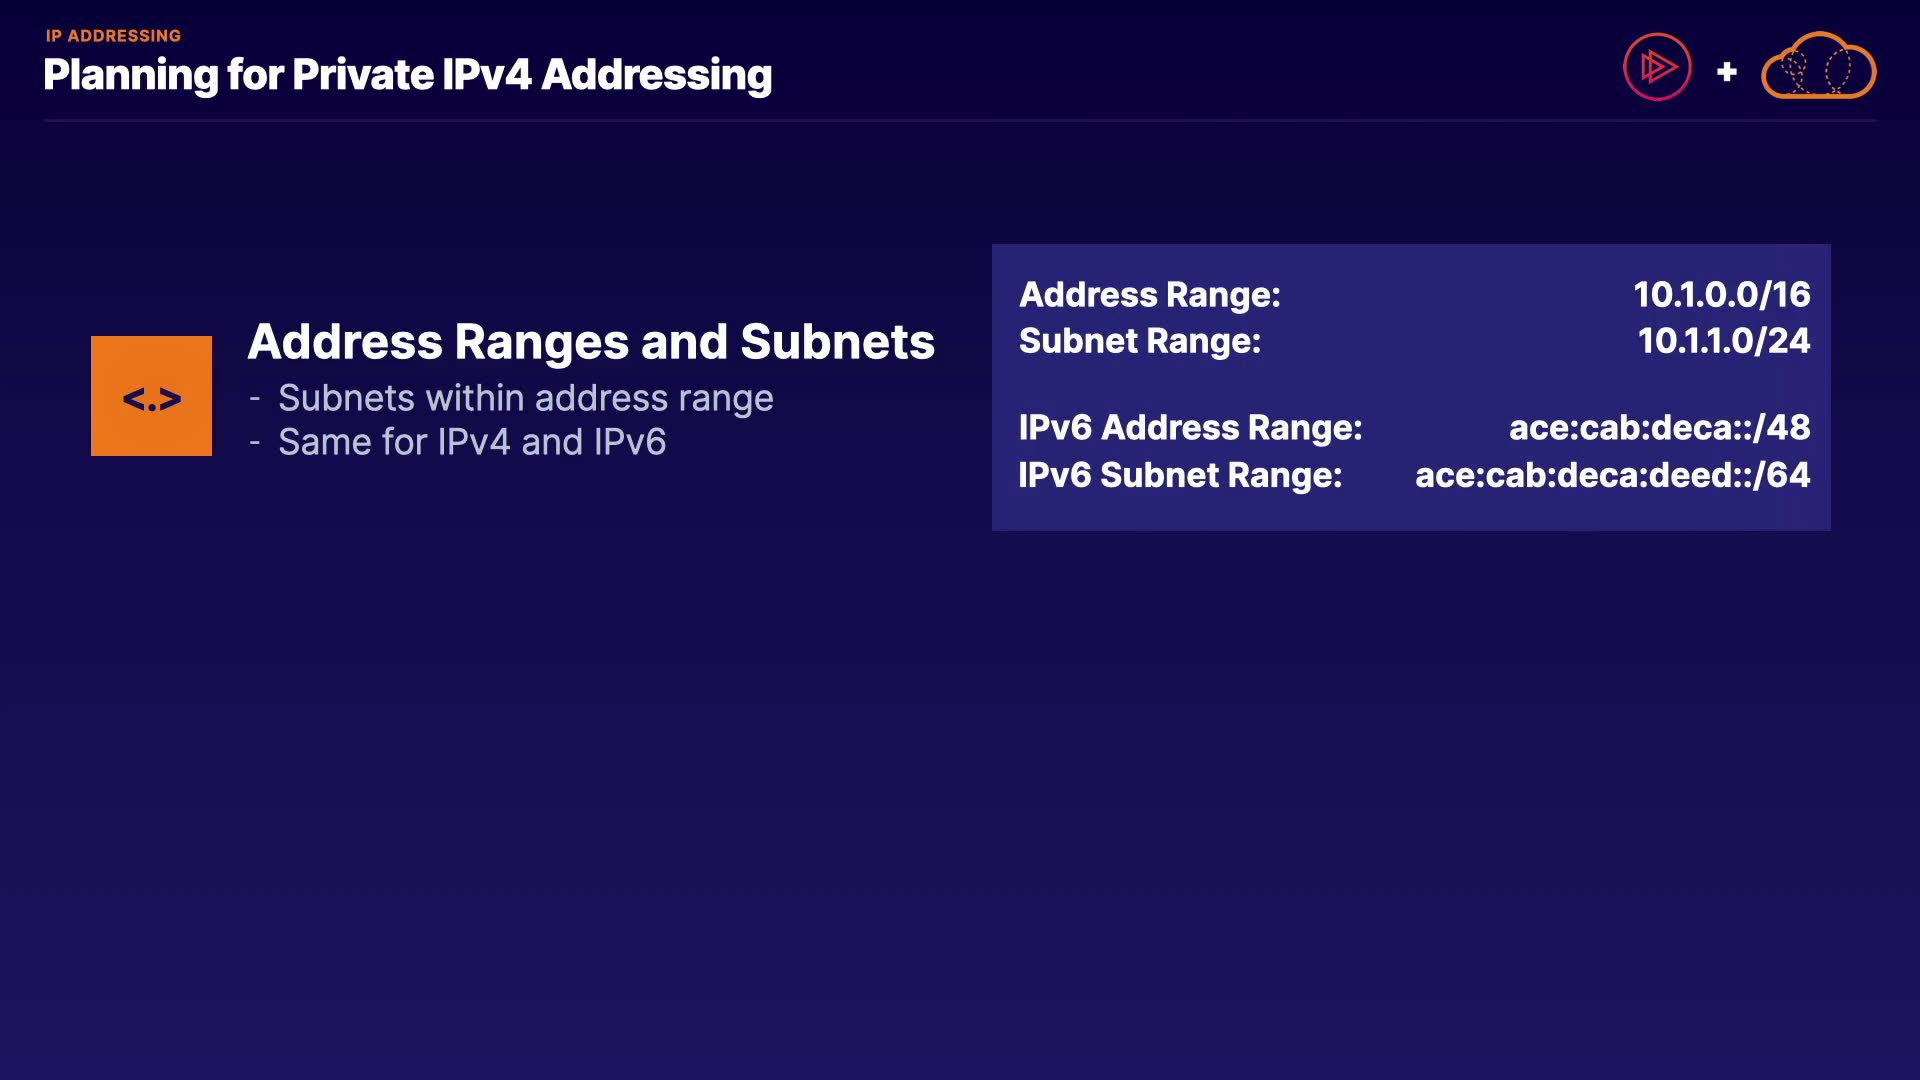 IP ADDRESSING
Planning for Private IPv4 Addressing
<.>
Address Ranges and Subnets
- Subnets within address range
- Same for IPv4 and IPv6
Address Range: 10.1.0.0/16
Subnet Range: 10.1.1.0/24
IPv6 Address Range: ace:cab:deca::/48
IPv6 Subnet Range: ace:cab:deca:deed::/64
+